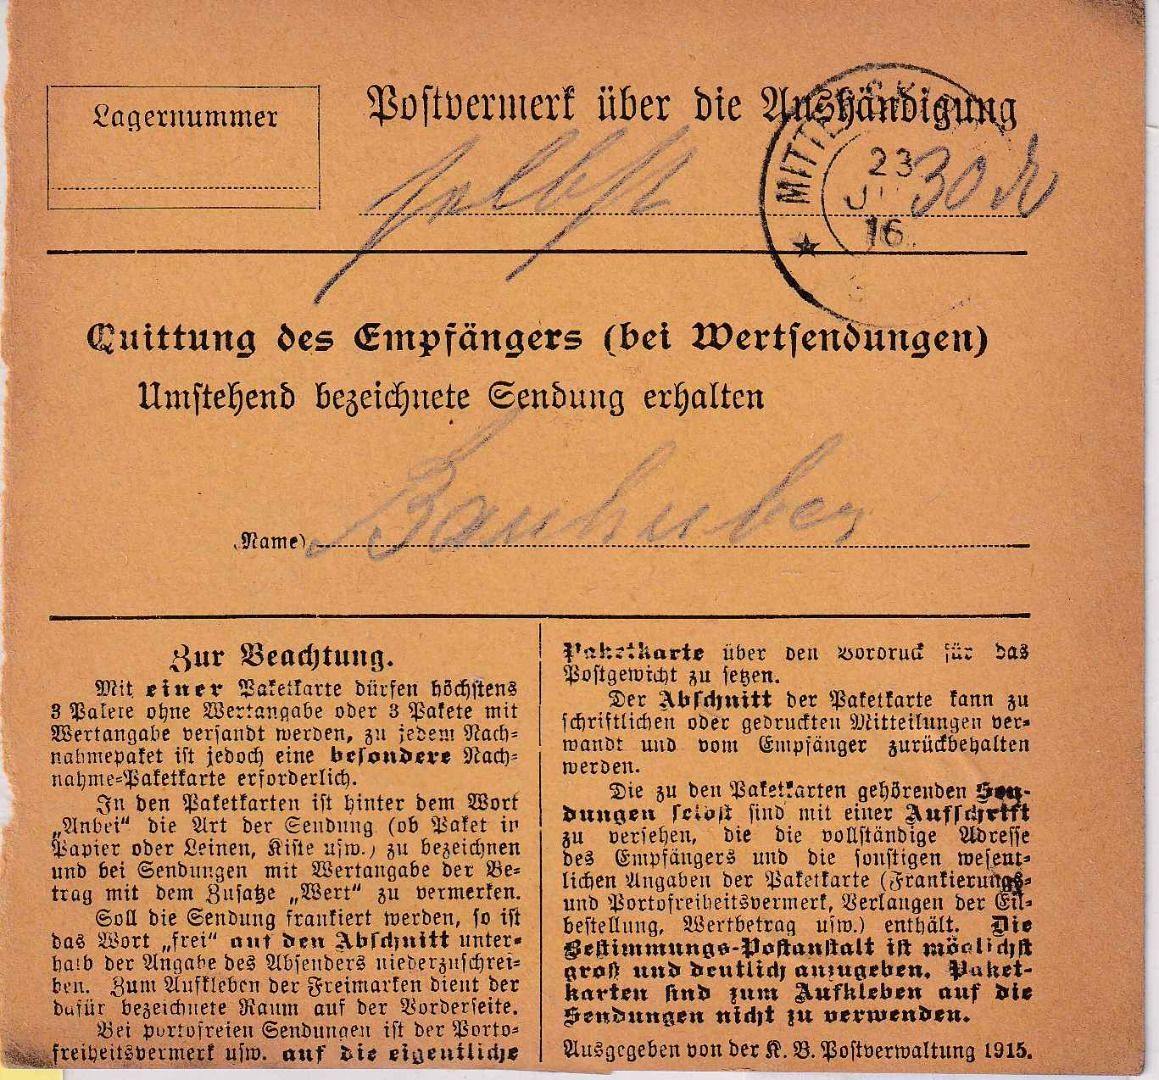 Lagernummer
Postvermerk über die Aushändigung
selbst
MITTE
23
JU
16.
30
Quittung des Empfängers (bei Wertsendungen)
Umstehend bezeichnete Sendung erhalten
(Name)
Zur Beachtung.
Mit einer Paketkarte dürfen höchstens
3 Pakete ohne Wertangabe oder 3 Pakete mit
Wertangabe versandt werden, zu jedem Nach-
nahmepaket ist jedoch eine besondere Nach-
nahme-Paketkarte erforderlich.
In den Paketkarten ist hinter dem Wort
„Anbei“ die Art der Sendung (ob Paket in
Papier oder Leinen, Kiste usw.) zu bezeichnen
und bei Sendungen mit Wertangabe der Be-
trag mit dem Zusatze „Wert“ zu vermerken.
Soll die Sendung frankiert werden, so ist
das Wort „frei“ auf den Abschnitt unter-
halb der Angabe des Absenders niederzuschrei-
ben. Zum Aufkleben der Freimarken dient der
dafür bezeichnete Raum auf der Vorderseite.
Bei portofreien Sendungen ist der Porto-
freiheitsvermerk usw. auf die eigentliche
Paketkarte über den Vordruck für das
Postgewicht zu setzen.
Der Abschnitt der Paketkarte kann zu
schriftlichen oder gedruckten Mitteilungen ver-
wandt und vom Empfänger zurückbehalten
werden.
Die zu den Paketkarten gehörenden Sen-
dungen selbst sind mit einer Aufschrift
zu versehen, die die vollständige Adresse
des Empfängers und die sonstigen wesent-
lichen Angaben der Paketkarte (Frankierungs-
und Portofreiheitsvermerk, Verlangen der Eil-
bestellung, Wertbetrag usw.) enthält. Die
Bestimmungs-Postanstalt ist möglichst
groß und deutlich anzugeben. Paket-
karten sind zum Aufkleben auf die
Sendungen nicht zu verwenden.
Ausgegeben von der K. B. Postverwaltung 1915.